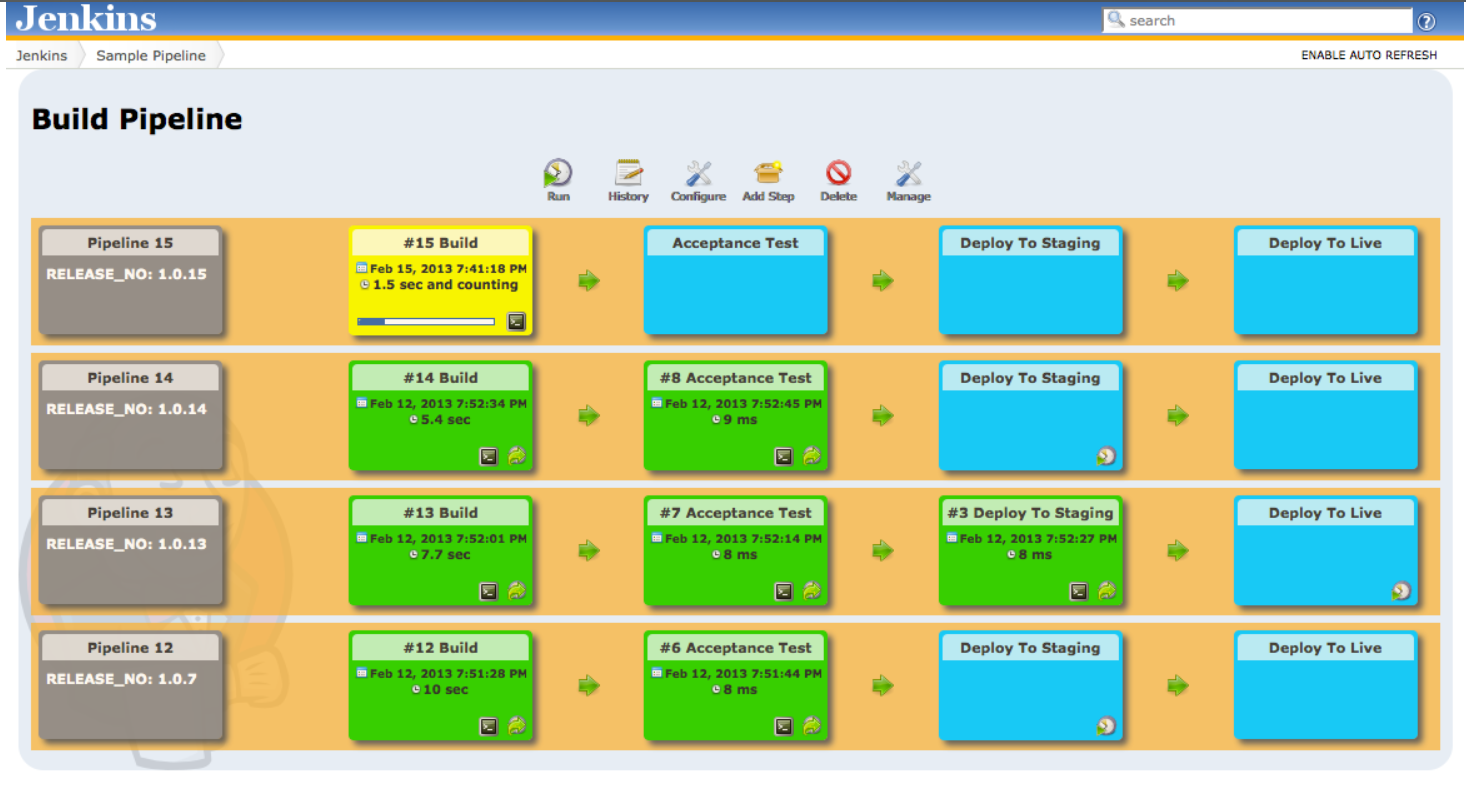 Jenkins
search
Jenkins Sample Pipeline ENABLE AUTO REFRESH
Build Pipeline
Run History Configure Add Step Delete Manage
Pipeline 15 #15 Build Acceptance Test Deploy To Staging Deploy To Live
RELEASE_NO: 1.0.15 Feb 15, 2013 7:41:18 PM
1.5 sec and counting
Pipeline 14 #14 Build #8 Acceptance Test Deploy To Staging Deploy To Live
RELEASE_NO: 1.0.14 Feb 12, 2013 7:52:34 PM Feb 12, 2013 7:52:45 PM
5.4 sec 9 ms
Pipeline 13 #13 Build #7 Acceptance Test #3 Deploy To Staging Deploy To Live
RELEASE_NO: 1.0.13 Feb 12, 2013 7:52:01 PM Feb 12, 2013 7:52:14 PM Feb 12, 2013 7:52:27 PM
7.7 sec 8 ms 8 ms
Pipeline 12 #12 Build #6 Acceptance Test Deploy To Staging Deploy To Live
RELEASE_NO: 1.0.7 Feb 12, 2013 7:51:28 PM Feb 12, 2013 7:51:44 PM
10 sec 8 ms